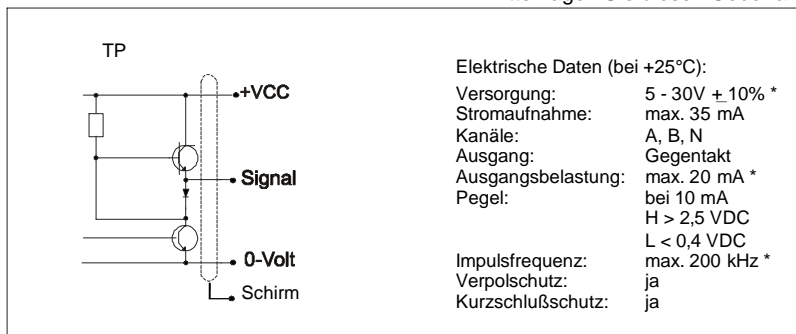 TP
+VCC
Signal
0-Volt
Schirm
Elektrische Daten (bei +25°C):
Versorgung: 5 - 30V ± 10% *
Stromaufnahme: max. 35 mA
Kanäle: A, B, N
Ausgang: Gegentakt
Ausgangsbelastung: max. 20 mA *
Pegel: bei 10 mA
H > 2,5 VDC
L < 0,4 VDC
Impulsfrequenz: max. 200 kHz *
Verpolschutz: ja
Kurzschlußschutz: ja